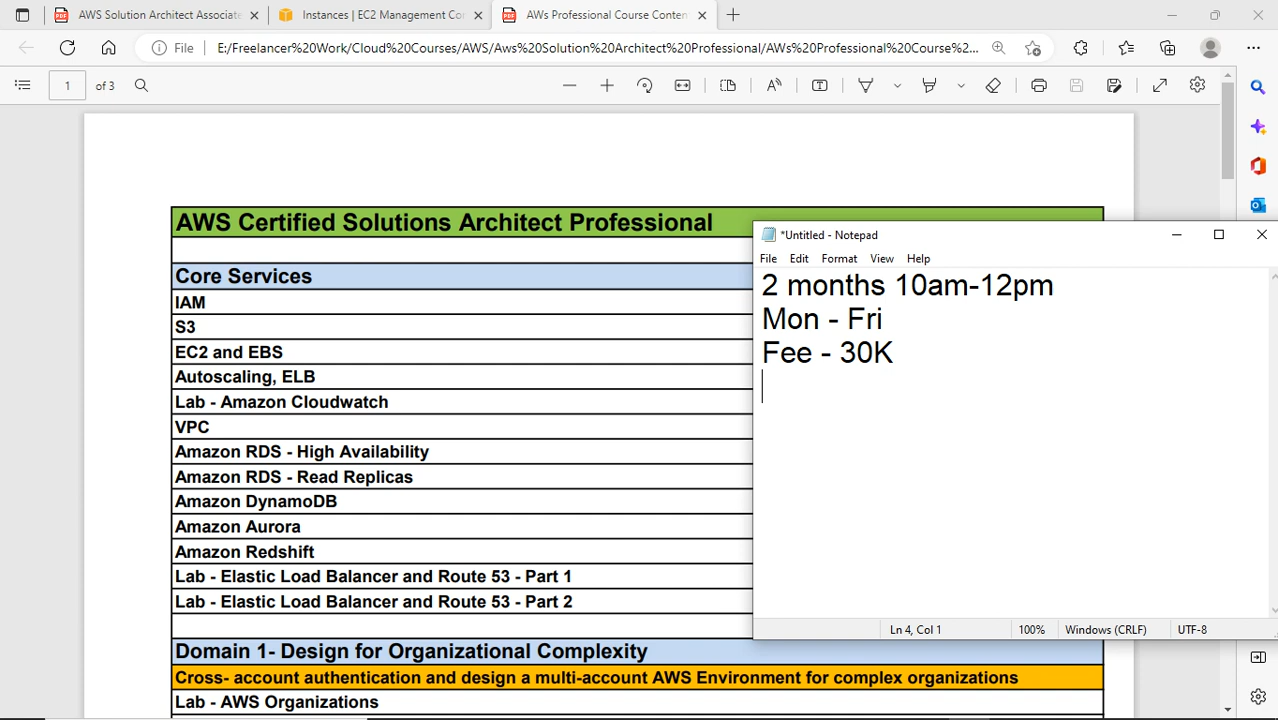 AWS Solution Architect Associate
Instances | EC2 Management Con
AWs Professional Course Conten
File
E:/Freelancer%20Work/Cloud%20Courses/AWS/Aws%20Solution%20Architect%20Professional/AWs%20Professional%20Course%2...
1 of 3
AWS Certified Solutions Architect Professional
Core Services
IAM
S3
EC2 and EBS
Autoscaling, ELB
Lab - Amazon Cloudwatch
VPC
Amazon RDS - High Availability
Amazon RDS - Read Replicas
Amazon DynamoDB
Amazon Aurora
Amazon Redshift
Lab - Elastic Load Balancer and Route 53 - Part 1
Lab - Elastic Load Balancer and Route 53 - Part 2
Domain 1- Design for Organizational Complexity
Cross- account authentication and design a multi-account AWS Environment for complex organizations
Lab - AWS Organizations
*Untitled - Notepad
File Edit Format View Help
2 months 10am-12pm
Mon - Fri
Fee - 30K
Ln 4, Col 1
100%
Windows (CRLF)
UTF-8